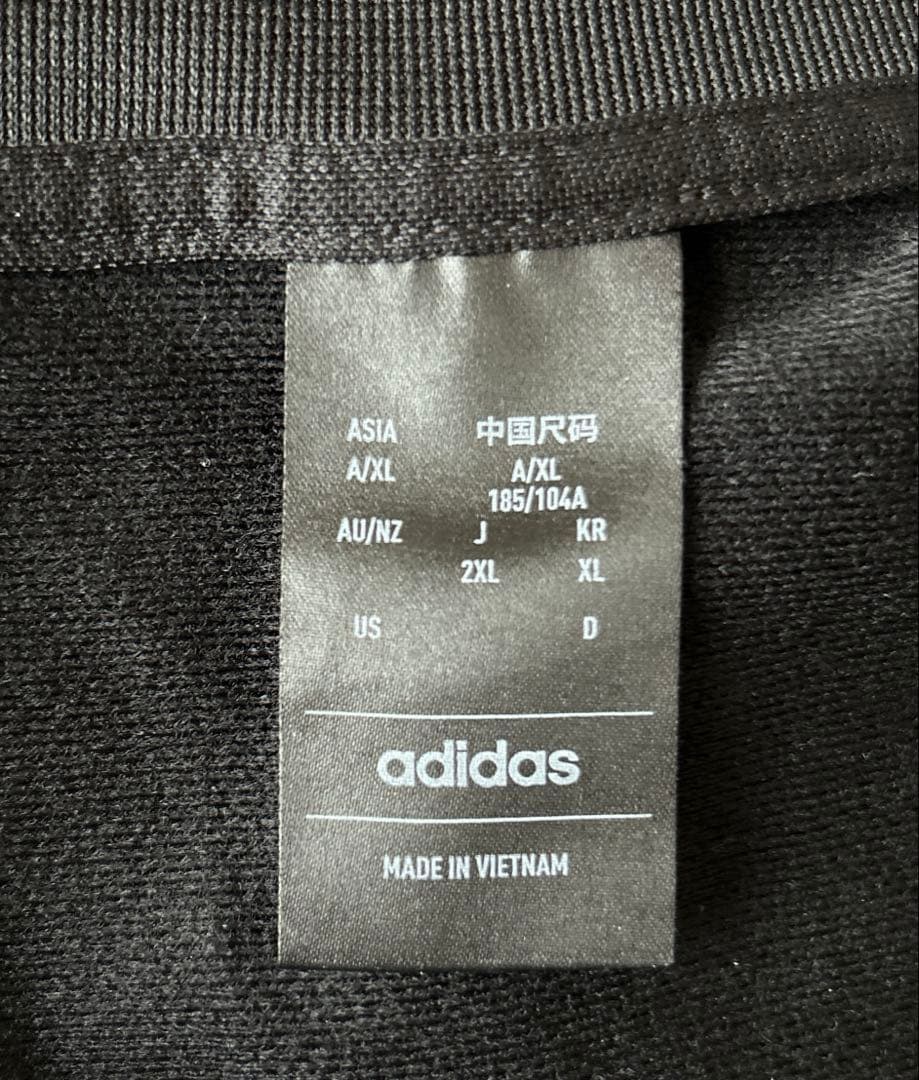 ASIA 中国尺码
A/XL A/XL
185/104A
AU/NZ J KR
2XL XL
US D
adidas
MADE IN VIETNAM